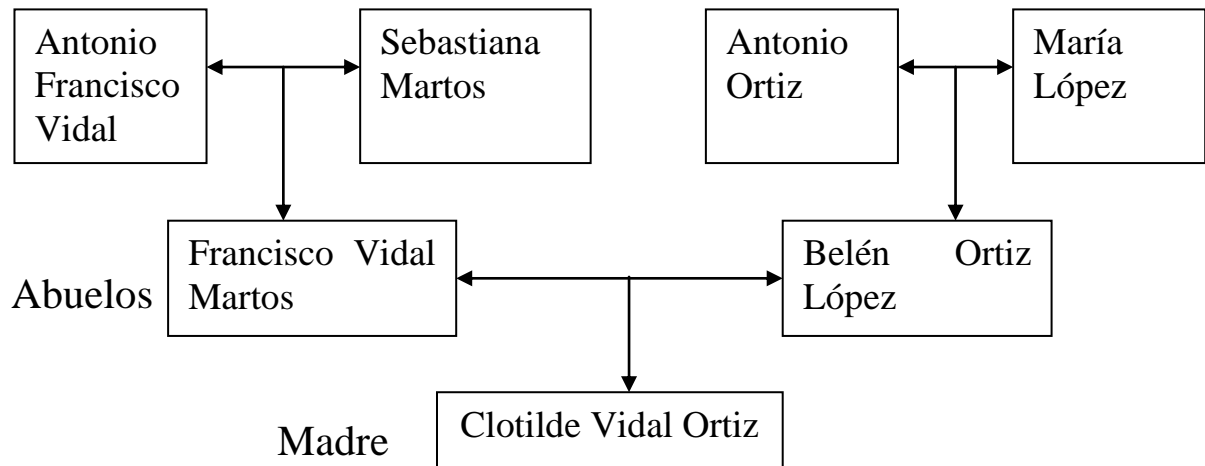 Antonio
Francisco
Vidal
Sebastiana
Martos
Antonio
Ortiz
María
López
Abuelos
Francisco Vidal
Martos
Belén Ortiz
López
Madre
Clotilde Vidal Ortiz